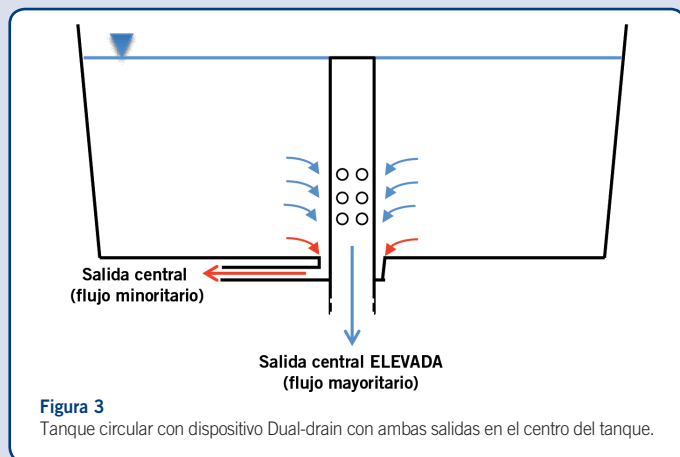 Salida central
(flujo minoritario)
Salida central ELEVADA
(flujo mayoritario)
Figura 3
Tanque circular con dispositivo Dual-drain con ambas salidas en el centro del tanque.